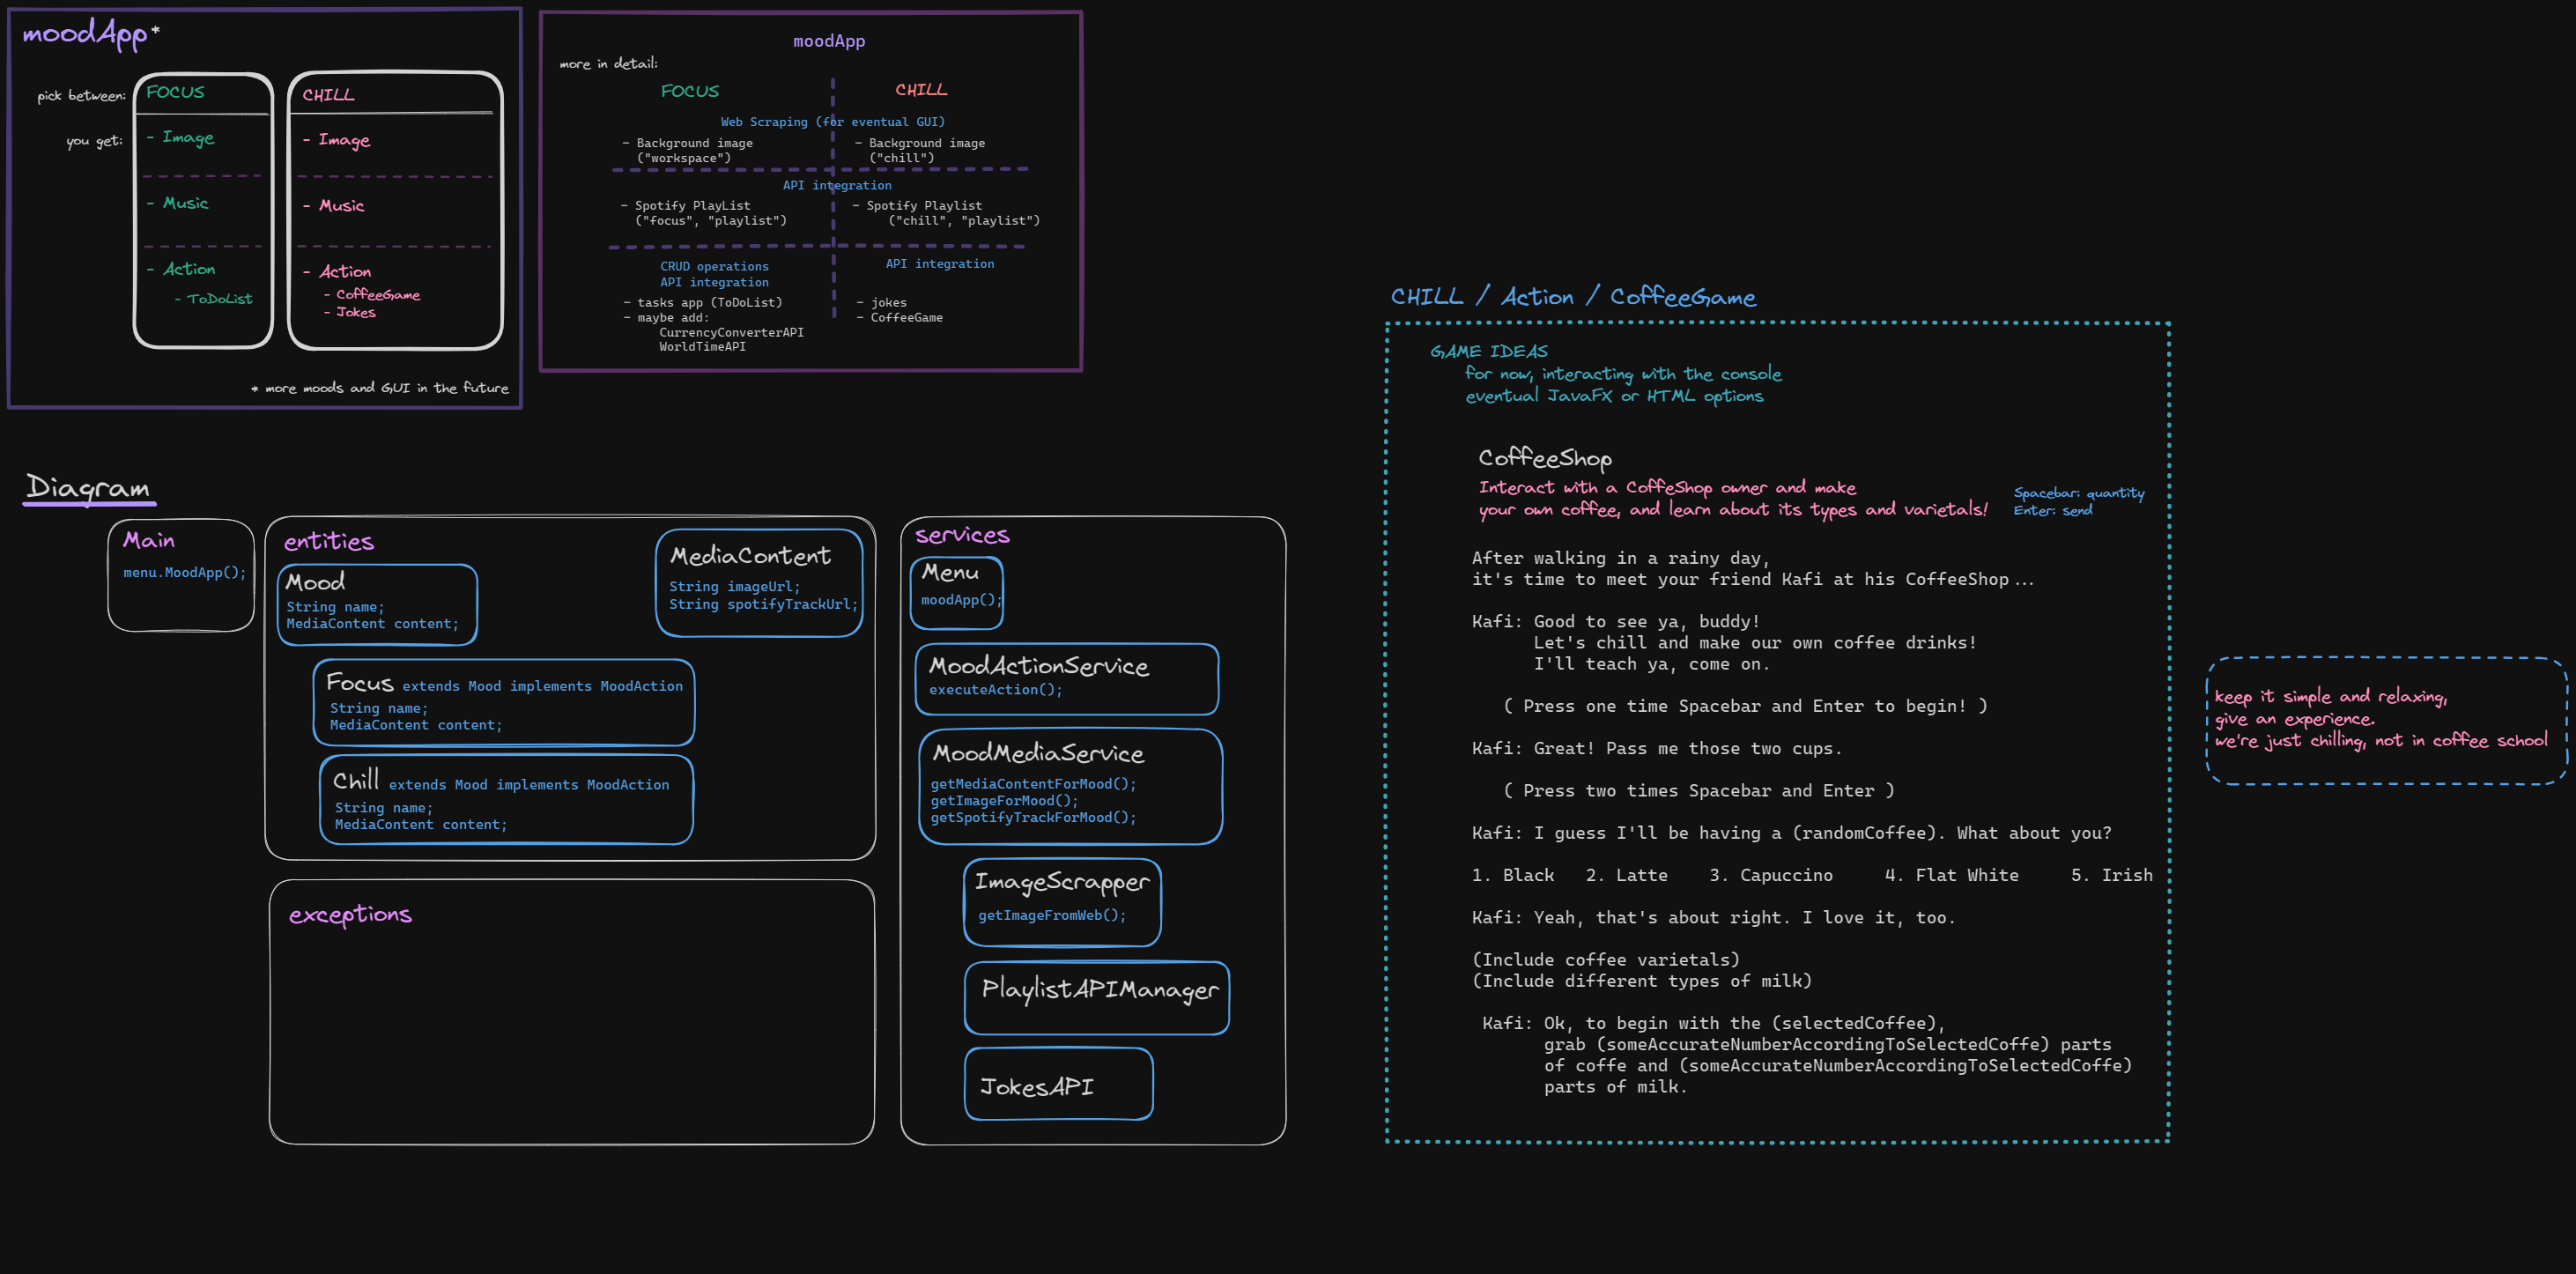 moodApp*
pick between:
FOCUS
CHILL
you get:
- Image
- Music
- Action
- ToDoList
- Image
- Music
- Action
- CoffeeGame
- Jokes
* more moods and GUI in the future
moodApp
more in detail:
FOCUS
CHILL
Web Scraping (for eventual GUI)
- Background image
("workspace")
- Background image
("chill")
API integration
- Spotify PlayList
("focus", "playlist")
- Spotify Playlist
("chill", "playlist")
CRUD operations
API integration
API integration
- tasks app (ToDoList)
- maybe add:
CurrencyConverterAPI
WorldTimeAPI
- jokes
- CoffeeGame
Diagram
Main
menu.MoodApp();
entities
Mood
String name;
MediaContent content;
MediaContent
String imageUrl;
String spotifyTrackUrl;
Focus extends Mood implements MoodAction
String name;
MediaContent content;
Chill extends Mood implements MoodAction
String name;
MediaContent content;
exceptions
services
Menu
moodApp();
MoodActionService
executeAction();
MoodMediaService
getMediaContentForMood();
getImageForMood();
getSpotifyTrackForMood();
ImageScrapper
getImageFromWeb();
PlaylistAPIManager
JokesAPI
CHILL / Action / CoffeeGame
GAME IDEAS
for now, interacting with the console
eventual JavaFX or HTML options
CoffeeShop
Interact with a CoffeShop owner and make
your own coffee, and learn about its types and varietals!
Spacebar: quantity
Enter: send
After walking in a rainy day,
it's time to meet your friend Kafi at his CoffeeShop...
Kafi: Good to see ya, buddy!
Let's chill and make our own coffee drinks!
I'll teach ya, come on.
( Press one time Spacebar and Enter to begin! )
Kafi: Great! Pass me those two cups.
( Press two times Spacebar and Enter )
Kafi: I guess I'll be having a (randomCoffee). What about you?
1. Black 2. Latte 3. Capuccino 4. Flat White 5. Irish
Kafi: Yeah, that's about right. I love it, too.
(Include coffee varietals)
(Include different types of milk)
Kafi: Ok, to begin with the (selectedCoffee),
grab (someAccurateNumberAccordingToSelectedCoffe) parts
of coffe and (someAccurateNumberAccordingToSelectedCoffe)
parts of milk.
keep it simple and relaxing,
give an experience.
we're just chilling, not in coffee school